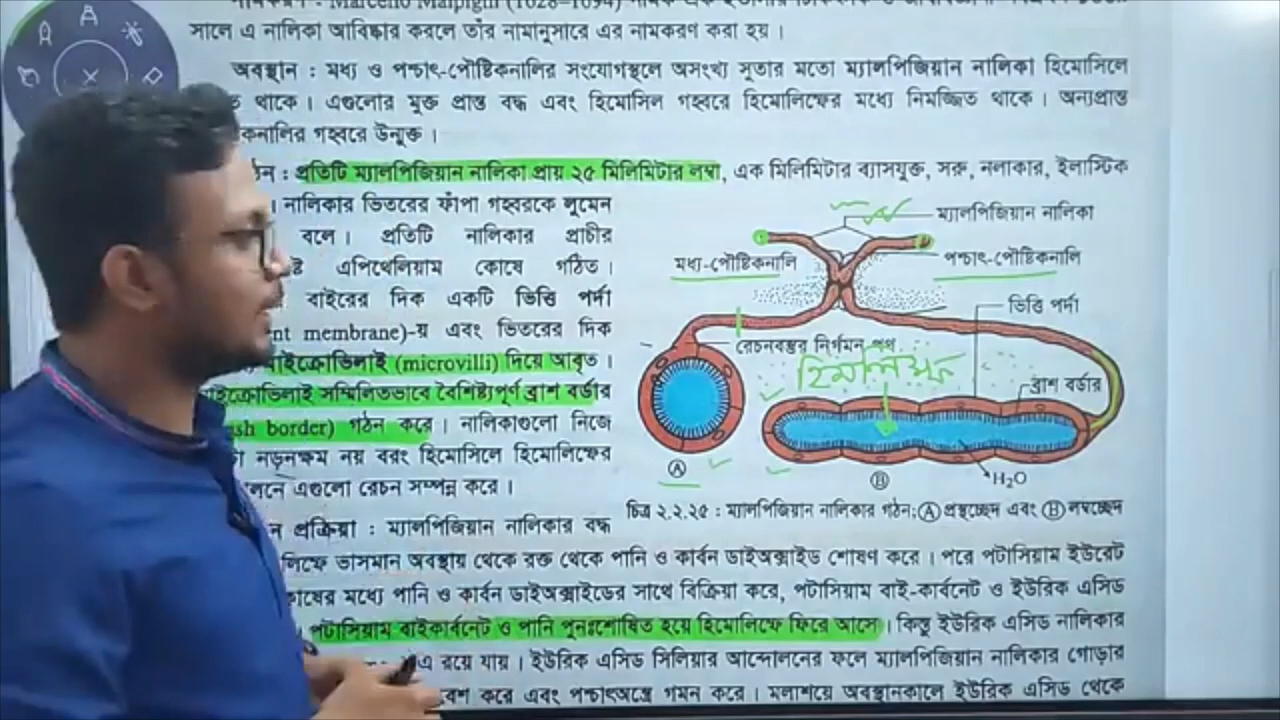 সালে এ নালিকা আবিষ্কার করলে তাঁর নামানুসারে এর নামকরণ করা হয়।
অবস্থান : মধ্য ও পশ্চাৎ-পৌষ্টিকনালির সংযোগস্থলে অসংখ্য সুতার মতো ম্যালপিজিয়ান নালিকা হিমোসিলে
থাকে। এগুলোর মুক্ত প্রান্ত বদ্ধ এবং হিমোসিল গহ্বরে হিমোলিম্ফের মধ্যে নিমজ্জিত থাকে। অন্যপ্রান্ত
কনালির গহ্বরে উন্মুক্ত।
ঠন : প্রতিটি ম্যালপিজিয়ান নালিকা প্রায় ২৫ মিলিমিটার লম্বা, এক মিলিমিটার ব্যাসযুক্ত, সরু, নলাকার, ইলাস্টিক
। নালিকার ভিতরের ফাঁপা গহ্বরকে লুমেন
বলে। প্রতিটি নালিকার প্রাচীর
এপিথেলিয়াম কোষে গঠিত।
বাইরের দিক একটি ভিত্তি পর্দা
nt membrane)-য় এবং ভিতরের দিক
মাইক্রোভিলাই (microvilli) দিয়ে আবৃত।
মাইক্রোভিলাই সম্মিলিতভাবে বৈশিষ্ট্যপূর্ণ ব্রাশ বর্ডার
sh border) গঠন করে। নালিকাগুলো নিজে
নড়নক্ষম নয় বরং হিমোসিলে হিমোলিম্ফের
লনে এগুলো রেচন সম্পন্ন করে।
ম্যালপিজিয়ান নালিকা
মধ্য-পৌষ্টিকনালি
পশ্চাৎ-পৌষ্টিকনালি
ভিত্তি পর্দা
রেচনবস্তুর নির্গমন পথ
হিমোলিম্ফ
ব্রাশ বর্ডার
A
B
H₂O
চিত্র ২.২.২৫ : ম্যালপিজিয়ান নালিকার গঠন; A প্রস্থচ্ছেদ এবং B লম্বচ্ছেদ
ন প্রক্রিয়া : ম্যালপিজিয়ান নালিকার বদ্ধ
লিম্ফে ভাসমান অবস্থায় থেকে রক্ত থেকে পানি ও কার্বন ডাইঅক্সাইড শোষণ করে। পরে পটাসিয়াম ইউরেট
কোষের মধ্যে পানি ও কার্বন ডাইঅক্সাইডের সাথে বিক্রিয়া করে, পটাসিয়াম বাই-কার্বনেট ও ইউরিক এসিড
পটাসিয়াম বাইকার্বনেট ও পানি পুনঃশোষিত হয়ে হিমোলিম্ফে ফিরে আসে। কিন্তু ইউরিক এসিড নালিকার
এ রয়ে যায়। ইউরিক এসিড সিলিয়ার আন্দোলনের ফলে ম্যালপিজিয়ান নালিকার গোড়ার
বেশ করে এবং পশ্চাৎঅন্ত্রে গমন করে। মলাশয়ে অবস্থানকালে ইউরিক এসিড থেকে